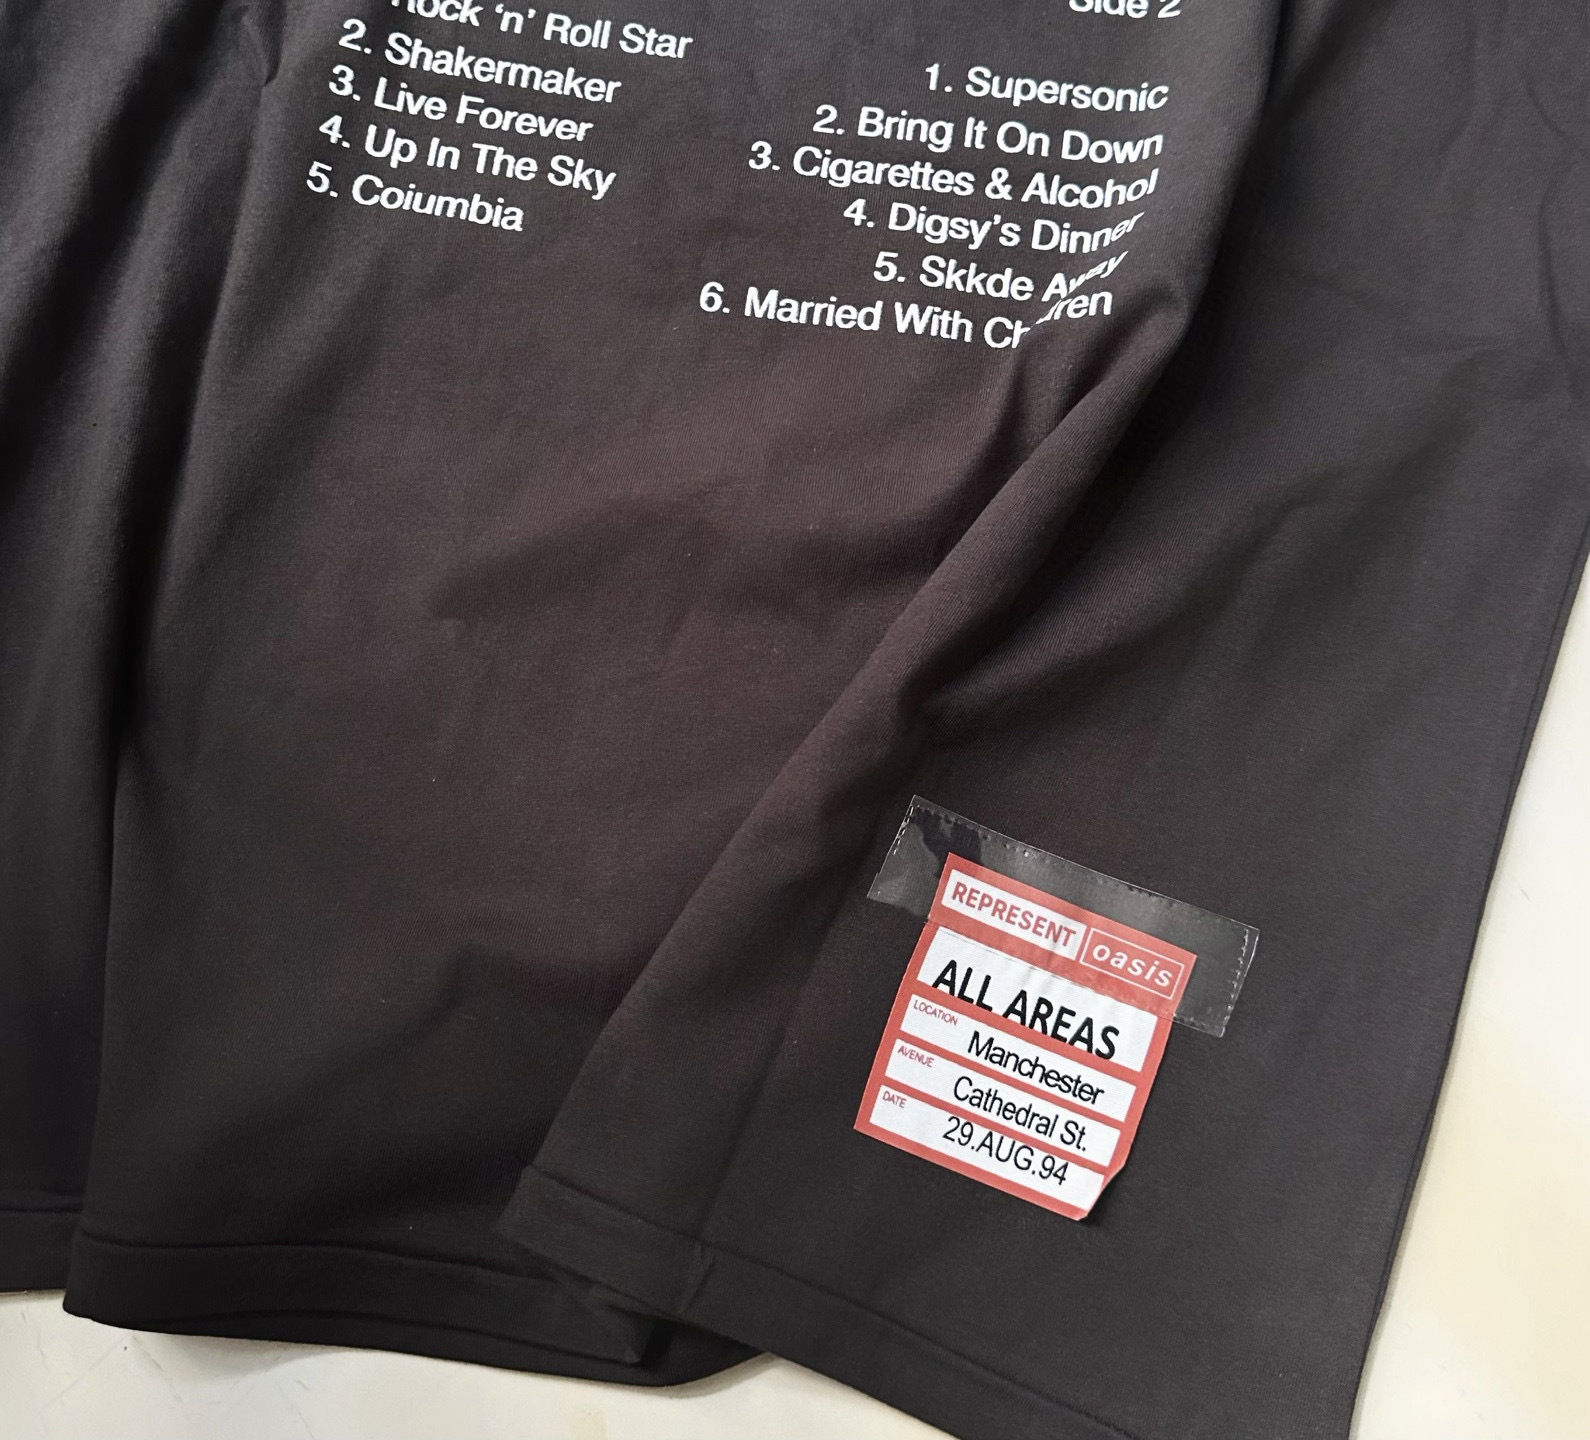 Rock 'n' Roll Star
2. Shakermaker
3. Live Forever
4. Up In The Sky
5. Coiumbia
Side 2
1. Supersonic
2. Bring It On Down
3. Cigarettes & Alcohol
4. Digsy's Dinner
5. Skkde Away
6. Married With Children
REPRESENT oasis
ALL AREAS
LOCATION
Manchester
AVENUE
Cathedral St.
DATE
29.AUG.94